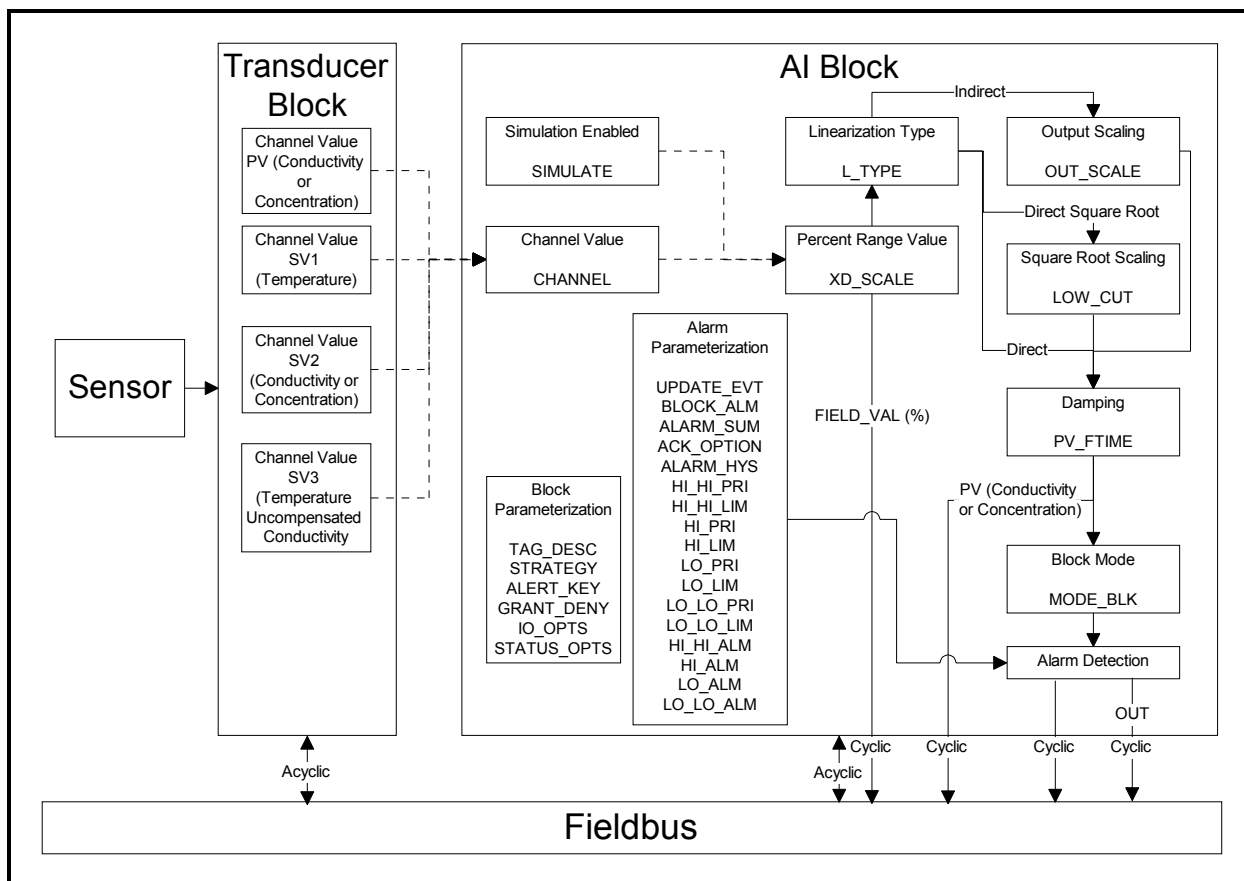 Transducer
Block
Channel Value
PV (Conductivity
or
Concentration)
Channel Value
SV1
(Temperature)
Channel Value
SV2
(Conductivity or
Concentration)
Channel Value
SV3
(Temperature
Uncompensated
Conductivity
Sensor
AI Block
Simulation Enabled
SIMULATE
Channel Value
CHANNEL
Linearization Type
L_TYPE
Percent Range Value
XD_SCALE
Indirect
Output Scaling
OUT_SCALE
Direct Square Root
Square Root Scaling
LOW_CUT
Direct
Damping
PV_FTIME
FIELD_VAL (%)
PV (Conductivity
or Concentration)
Block Mode
MODE_BLK
Alarm Detection
OUT
Alarm
Parameterization
UPDATE_EVT
BLOCK_ALM
ALARM_SUM
ACK_OPTION
ALARM_HYS
HI_HI_PRI
HI_HI_LIM
HI_PRI
HI_LIM
LO_PRI
LO_LIM
LO_LO_PRI
LO_LO_LIM
HI_HI_ALM
HI_ALM
LO_ALM
LO_LO_ALM
Block
Parameterization
TAG_DESC
STRATEGY
ALERT_KEY
GRANT_DENY
IO_OPTS
STATUS_OPTS
Acyclic
Acyclic
Cyclic
Cyclic
Cyclic
Cyclic
Fieldbus